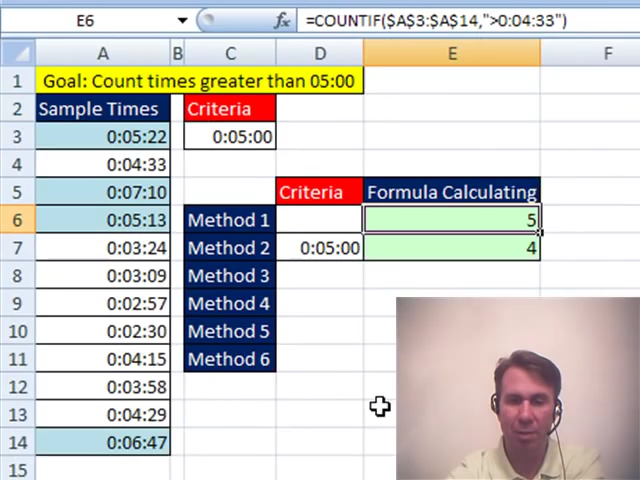 E6 fx =COUNTIF($A$3:$A$14,">0:04:33")
A B C D E F
1 Goal: Count times greater than 05:00
2 Sample Times Criteria
3 0:05:22 0:05:00
4 0:04:33
5 0:07:10 Criteria Formula Calculating
6 0:05:13 Method 1 5
7 0:03:24 Method 2 0:05:00 4
8 0:03:09 Method 3
9 0:02:57 Method 4
10 0:02:30 Method 5
11 0:04:15 Method 6
12 0:03:58
13 0:04:29
14 0:06:47
15